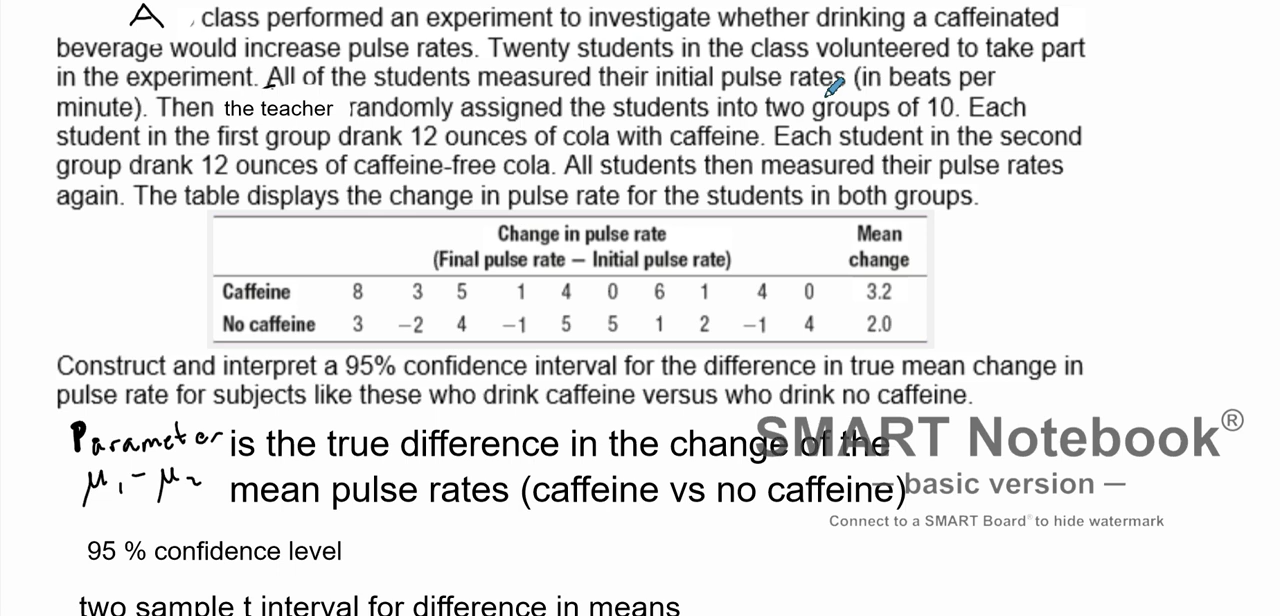 A class performed an experiment to investigate whether drinking a caffeinated
beverage would increase pulse rates. Twenty students in the class volunteered to take part
in the experiment. All of the students measured their initial pulse rates (in beats per
minute). Then the teacher randomly assigned the students into two groups of 10. Each
student in the first group drank 12 ounces of cola with caffeine. Each student in the second
group drank 12 ounces of caffeine-free cola. All students then measured their pulse rates
again. The table displays the change in pulse rate for the students in both groups.
Change in pulse rate Mean
(Final pulse rate – Initial pulse rate) change
Caffeine 8 3 5 1 4 0 6 1 4 0 3.2
No caffeine 3 −2 4 −1 5 5 1 2 −1 4 2.0
Construct and interpret a 95% confidence interval for the difference in true mean change in
pulse rate for subjects like these who drink caffeine versus who drink no caffeine.
Parameter is the true difference in the change of the
μ₁ - μ₂ mean pulse rates (caffeine vs no caffeine)
SMART Notebook®
— basic version —
Connect to a SMART Board® to hide watermark
95 % confidence level
two sample t interval for difference in means